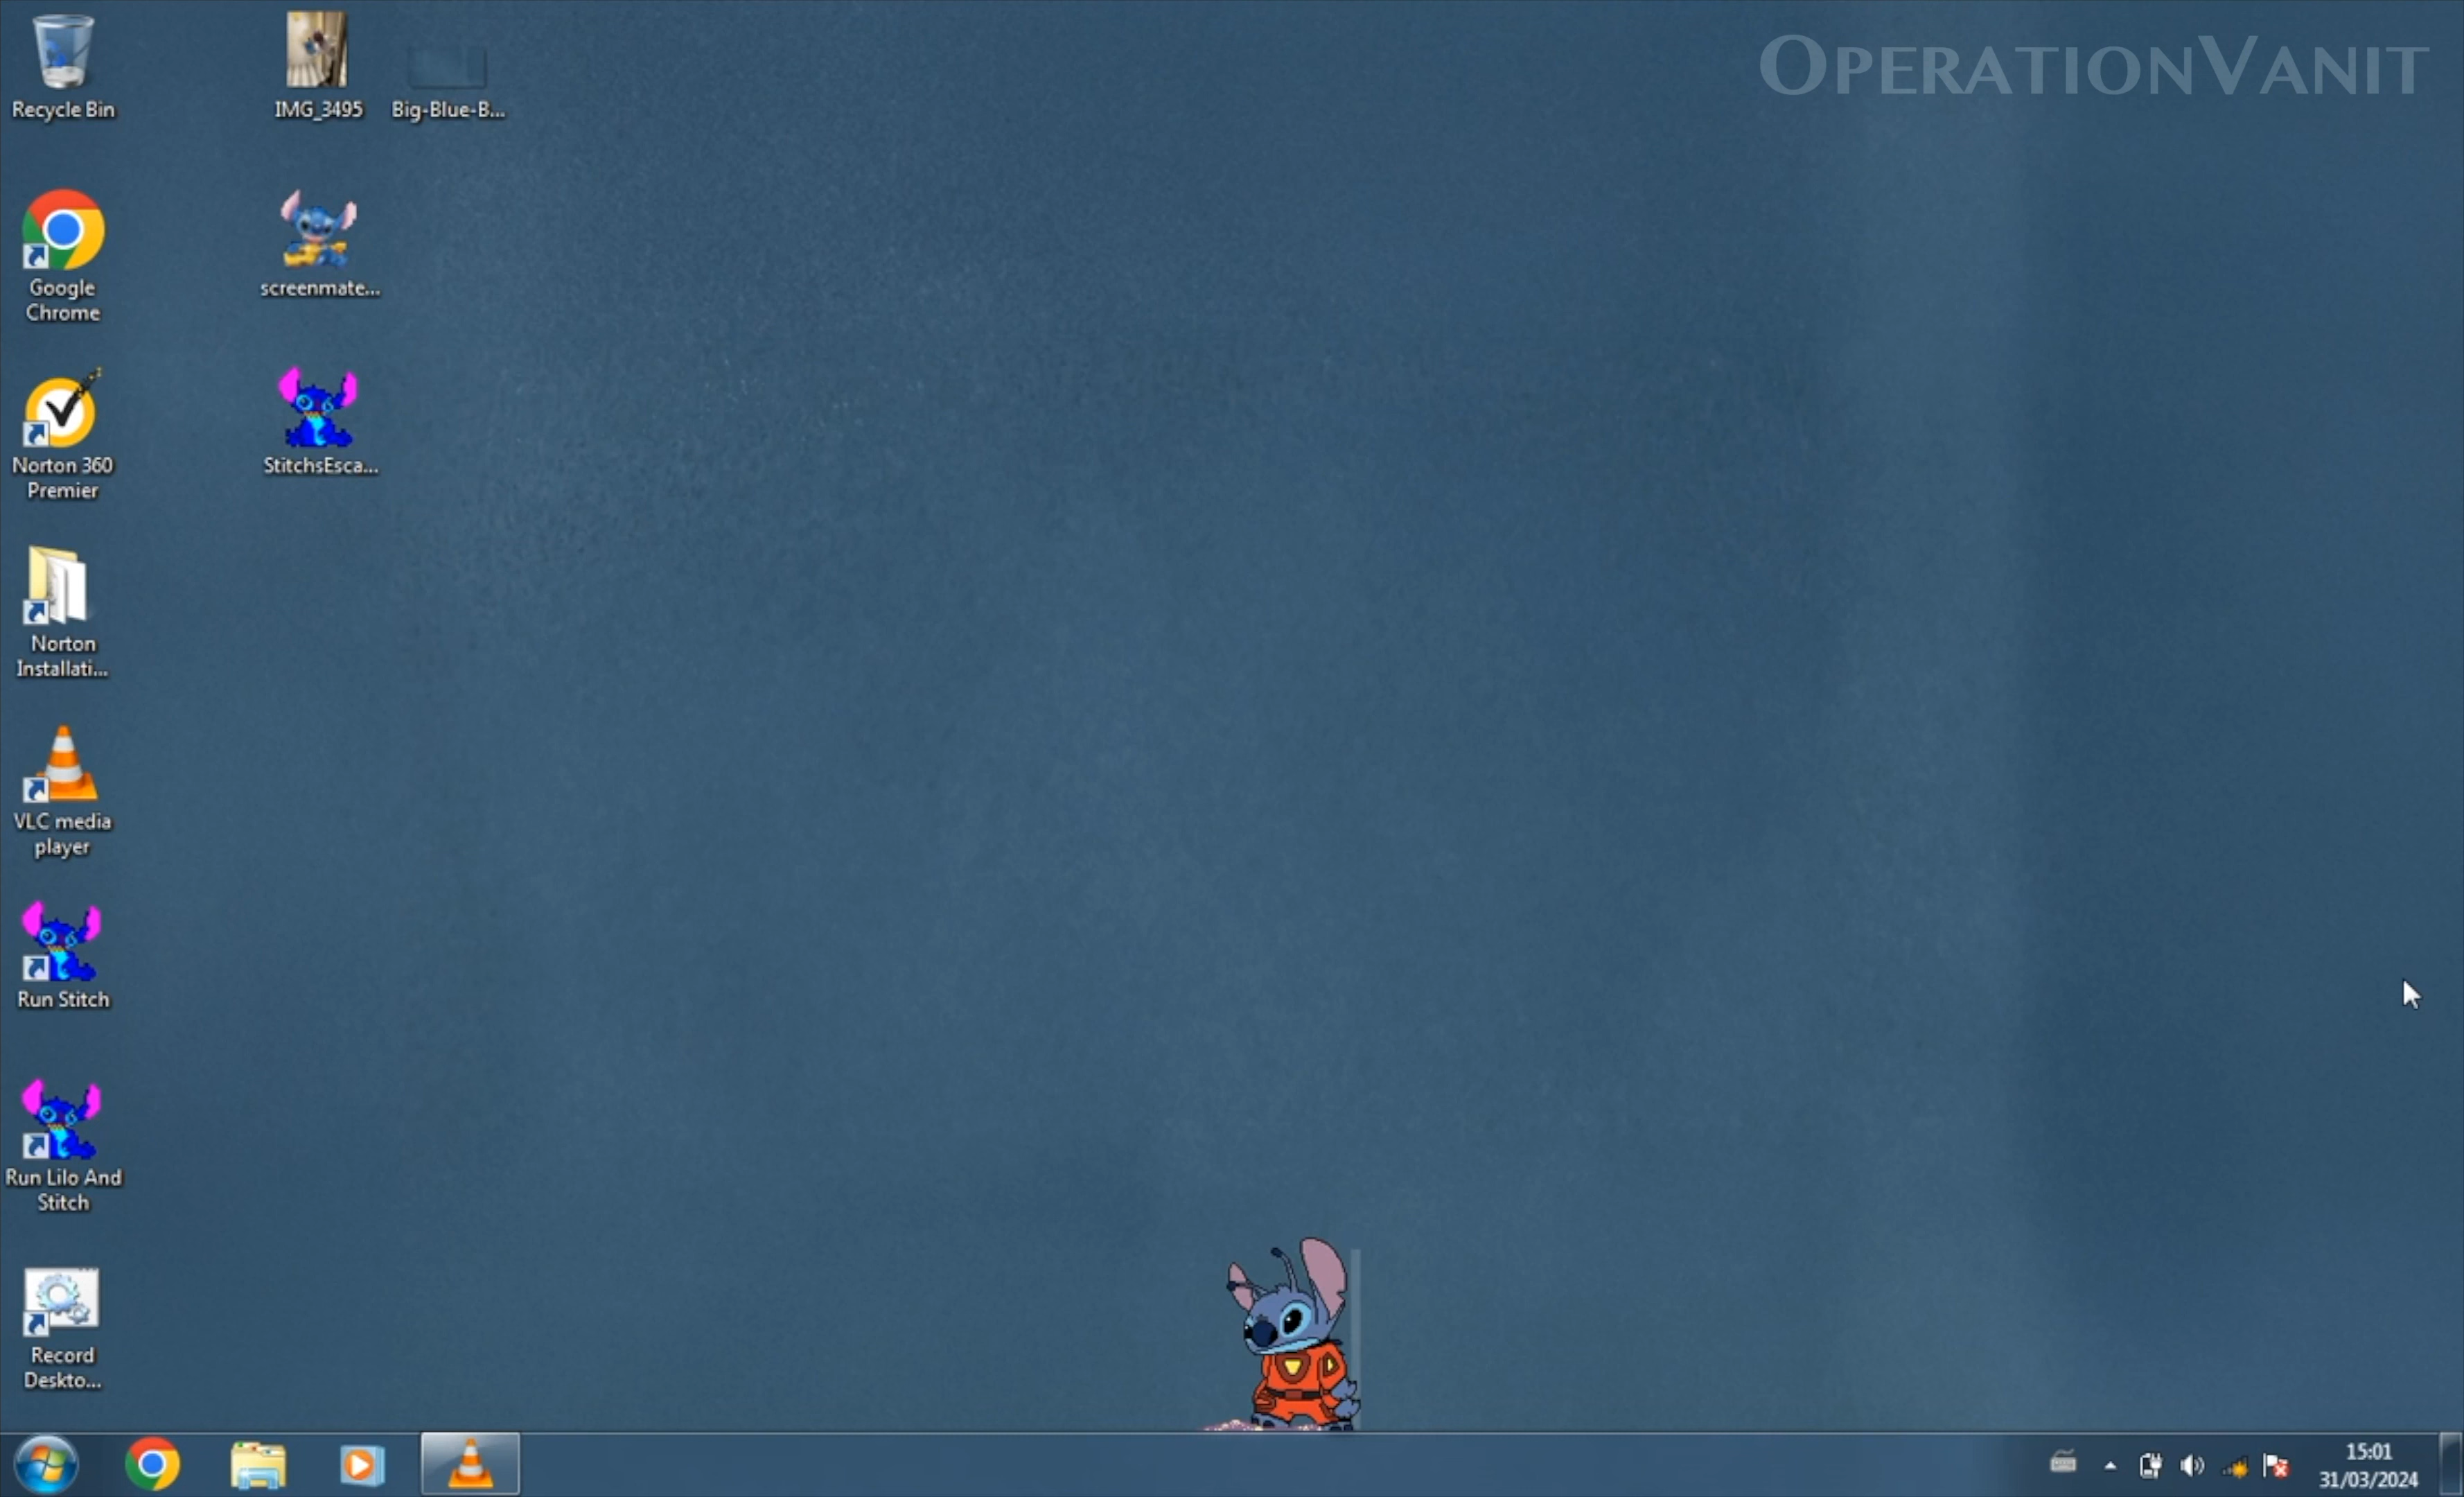 OPERATIONVANIT
Recycle Bin
IMG_3495
Big-Blue-B...
Google
Chrome
screenmate...
Norton 360
Premier
StitchsEsca...
Norton
Installati...
VLC media
player
Run Stitch
Run Lilo And
Stitch
Record
Deskto...
15:01
31/03/2024